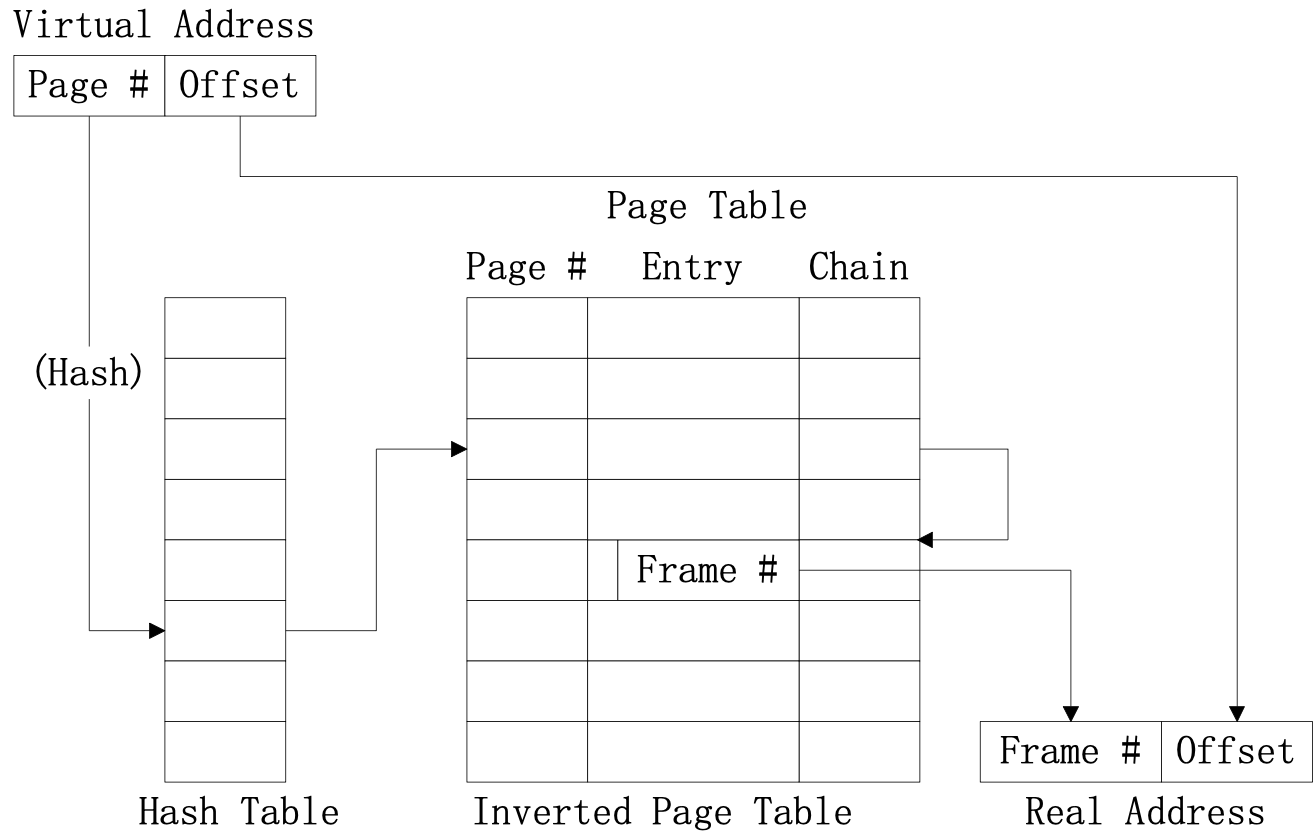 Virtual Address
Page # Offset
Page Table
Page # Entry Chain
(Hash)
Frame #
Frame # Offset
Hash Table Inverted Page Table Real Address